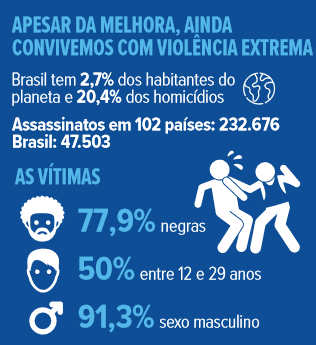 APESAR DA MELHORA, AINDA
CONVIVEMOS COM VIOLÊNCIA EXTREMA
Brasil tem 2,7% dos habitantes do
planeta e 20,4% dos homicídios
Assassinatos em 102 países: 232.676
Brasil: 47.503
AS VÍTIMAS
77,9% negras
50% entre 12 e 29 anos
91,3% sexo masculino